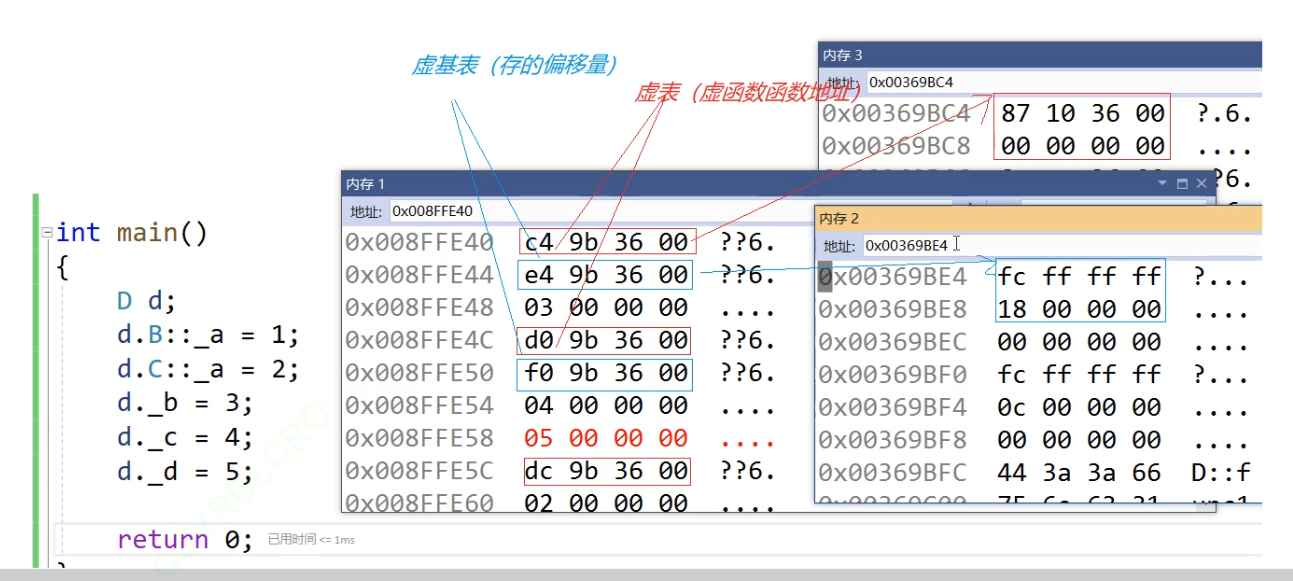 虚基表（存的偏移量）
虚表（虚函数函数地址）
内存 3
地址: 0x00369BC4
0x00369BC4 87 10 36 00 ?.6.
0x00369BC8 00 00 00 00 ....
?6.
内存 1
地址: 0x008FFE40
0x008FFE40 c4 9b 36 00 ??6.
0x008FFE44 e4 9b 36 00 ??6.
0x008FFE48 03 00 00 00 ....
0x008FFE4C d0 9b 36 00 ??6.
0x008FFE50 f0 9b 36 00 ??6.
0x008FFE54 04 00 00 00 ....
0x008FFE58 05 00 00 00 ....
0x008FFE5C dc 9b 36 00 ??6.
0x008FFE60 02 00 00 00 ....
内存 2
地址: 0x00369BE4
0x00369BE4 fc ff ff ff ?...
0x00369BE8 18 00 00 00 ....
0x00369BEC 00 00 00 00 ....
0x00369BF0 fc ff ff ff ?...
0x00369BF4 0c 00 00 00 ....
0x00369BF8 00 00 00 00 ....
0x00369BFC 44 3a 3a 66 D::f
int main()
{
D d;
d.B::_a = 1;
d.C::_a = 2;
d._b = 3;
d._c = 4;
d._d = 5;
return 0; 已用时间 <= 1ms